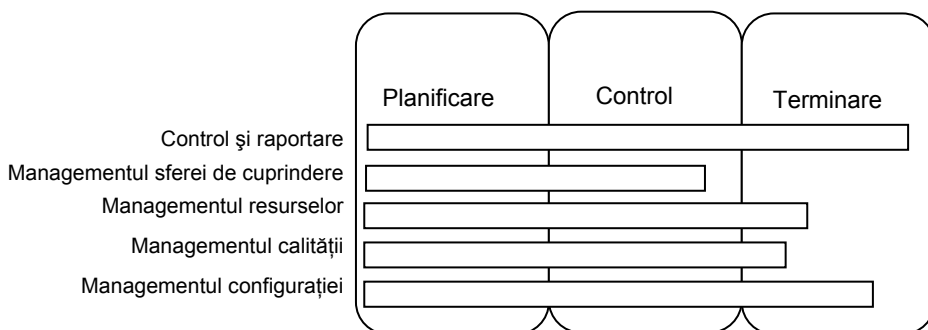 Planificare
Control
Terminare
Control şi raportare
Managementul sferei de cuprindere
Managementul resurselor
Managementul calității
Managementul configurației